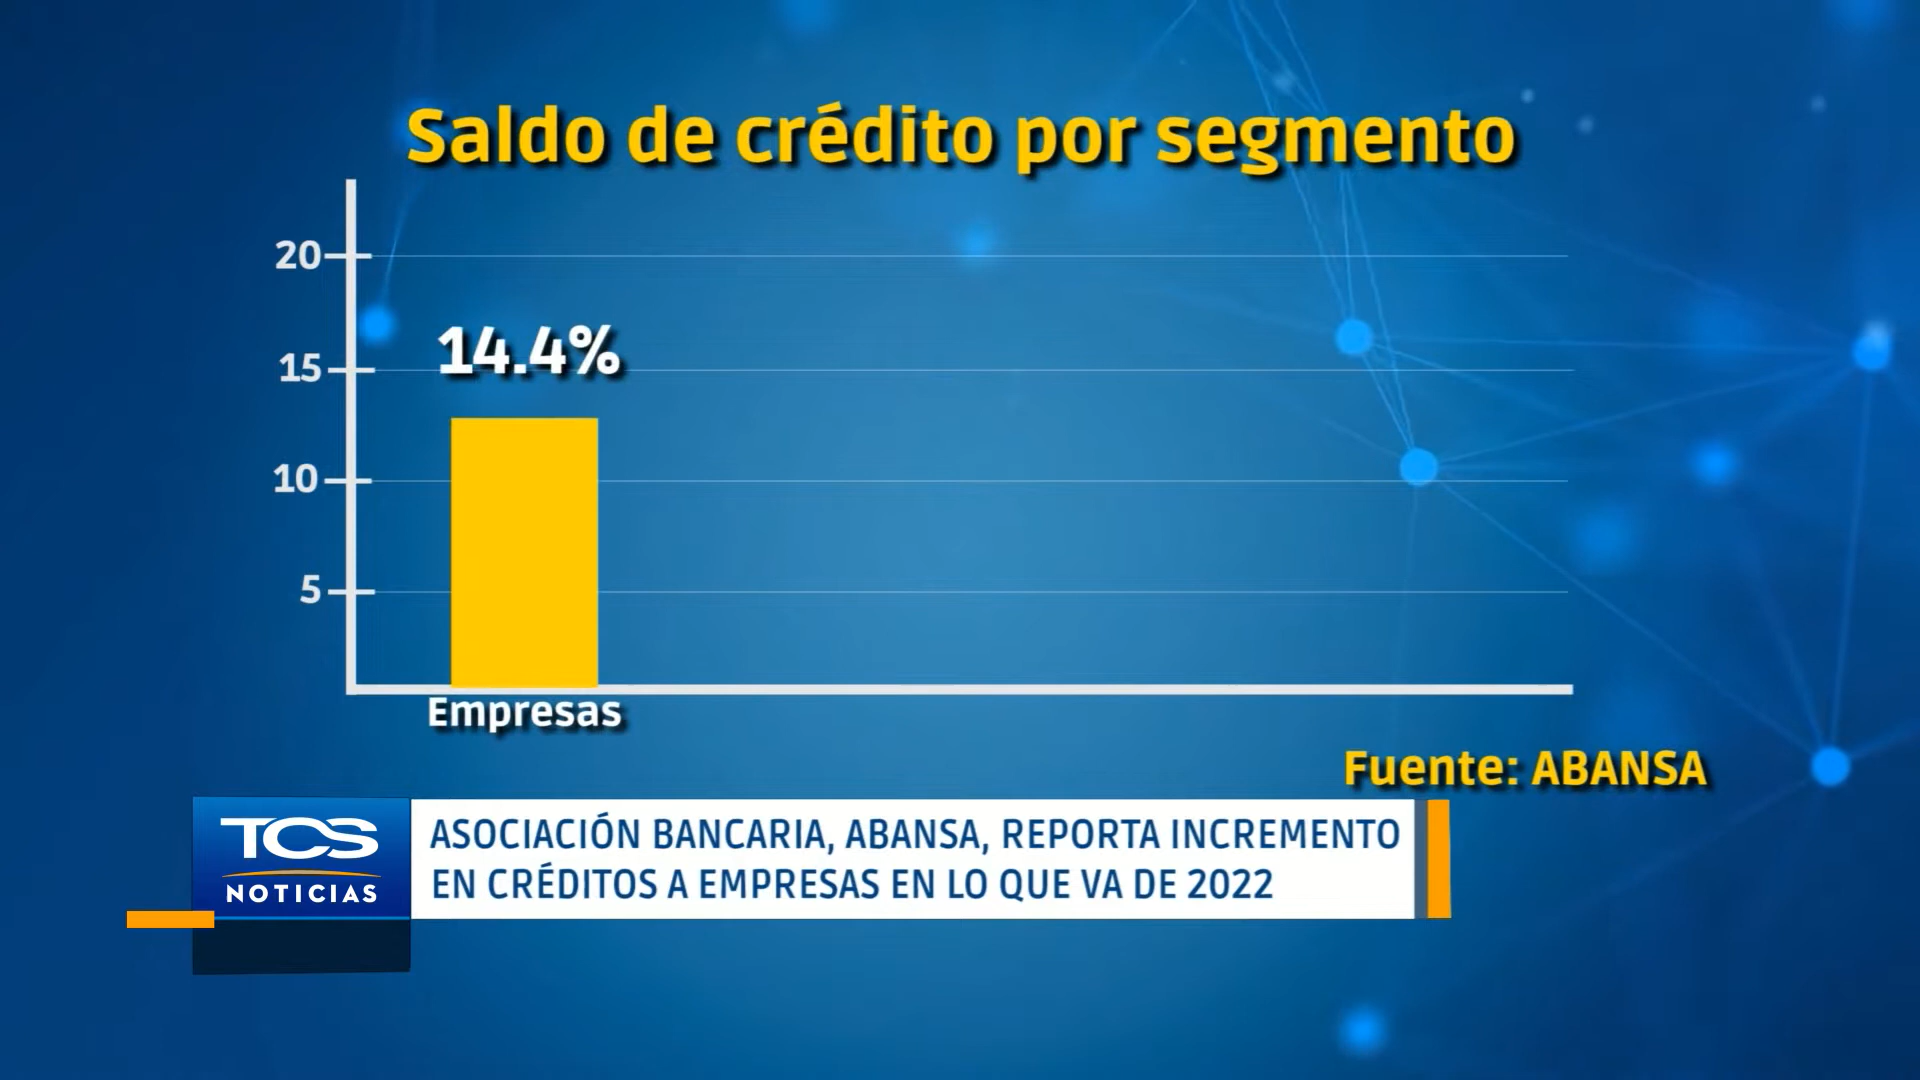 Saldo de crédito por segmento
20
15
10
5
14.4%
Empresas
Fuente: ABANSA
TCS
NOTICIAS
ASOCIACIÓN BANCARIA, ABANSA, REPORTA INCREMENTO
EN CRÉDITOS A EMPRESAS EN LO QUE VA DE 2022